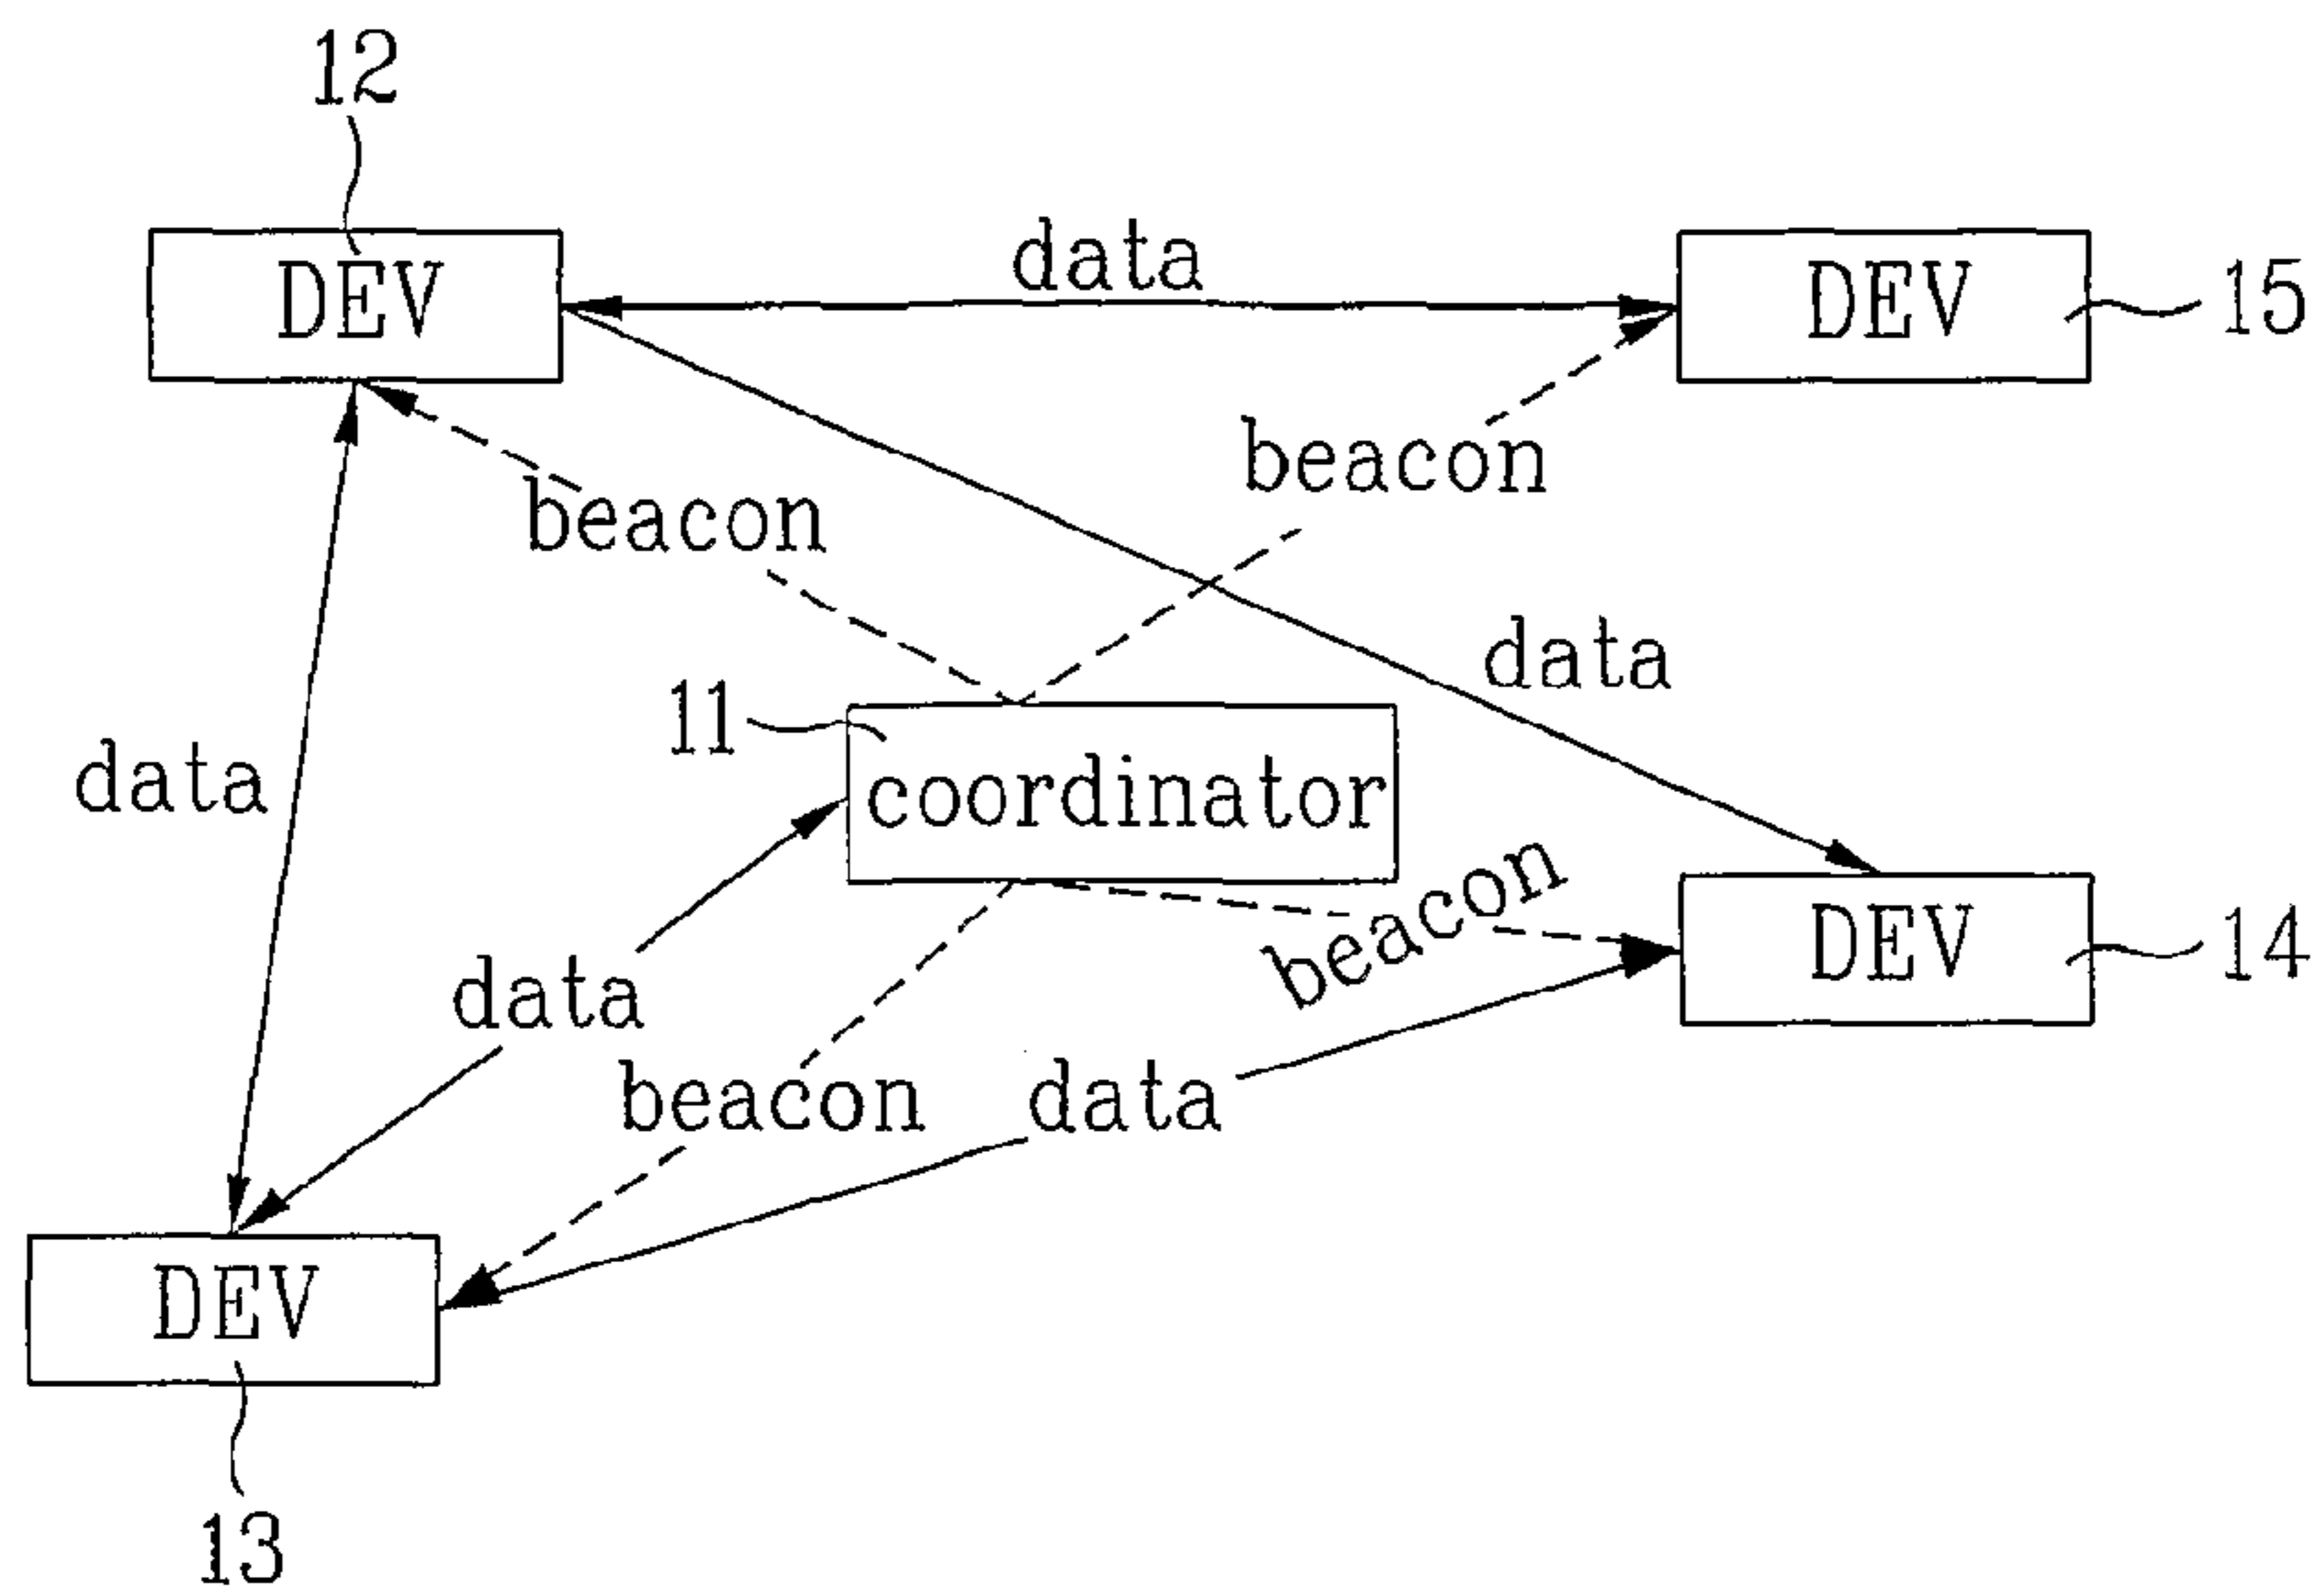 12
data
DEV
DEV
15
beacon
beacon
data
11
data
coordinator
beacon
DEV
14
data
beacon
data
DEV
13